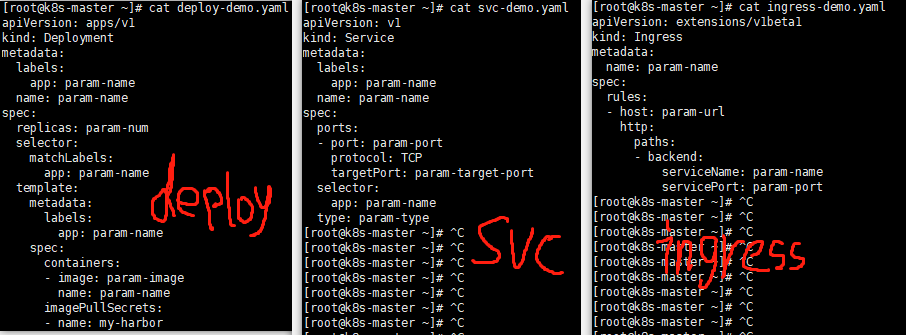 [root@k8s-master ~]# cat deploy-demo.yaml
apiVersion: apps/v1
kind: Deployment
metadata:
  labels:
    app: param-name
  name: param-name
spec:
  replicas: param-num
  selector:
    matchLabels:
      app: param-name
  template:
    metadata:
      labels:
        app: param-name
    spec:
      containers:
      - image: param-image
        name: param-name
      imagePullSecrets:
      - name: my-harbor
deploy
[root@k8s-master ~]# cat svc-demo.yaml
apiVersion: v1
kind: Service
metadata:
  labels:
    app: param-name
  name: param-name
spec:
  ports:
  - port: param-port
    protocol: TCP
    targetPort: param-target-port
  selector:
    app: param-name
  type: param-type
[root@k8s-master ~]# ^C
[root@k8s-master ~]# ^C
[root@k8s-master ~]# ^C
[root@k8s-master ~]# ^C
[root@k8s-master ~]# ^C
[root@k8s-master ~]# ^C
[root@k8s-master ~]# ^C
svc
[root@k8s-master ~]# cat ingress-demo.yaml
apiVersion: extensions/v1beta1
kind: Ingress
metadata:
  name: param-name
spec:
  rules:
  - host: param-url
    http:
      paths:
      - backend:
          serviceName: param-name
          servicePort: param-port
[root@k8s-master ~]# ^C
[root@k8s-master ~]# ^C
[root@k8s-master ~]# ^C
[root@k8s-master ~]# ^C
[root@k8s-master ~]# ^C
[root@k8s-master ~]# ^C
[root@k8s-master ~]# ^C
[root@k8s-master ~]# ^C
[root@k8s-master ~]# ^C
Ingress